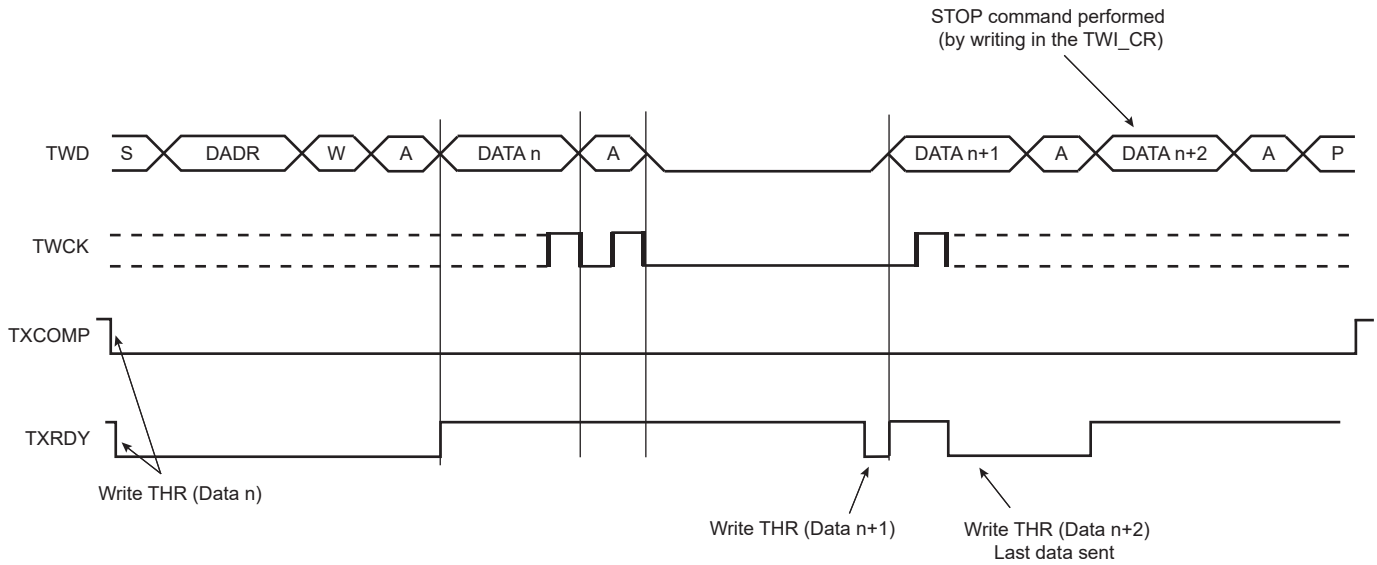 STOP command performed
(by writing in the TWI_CR)
TWD
S
DADR
W
A
DATA n
A
DATA n+1
A
DATA n+2
A
P
TWCK
TXCOMP
TXRDY
Write THR (Data n)
Write THR (Data n+1)
Write THR (Data n+2)
Last data sent